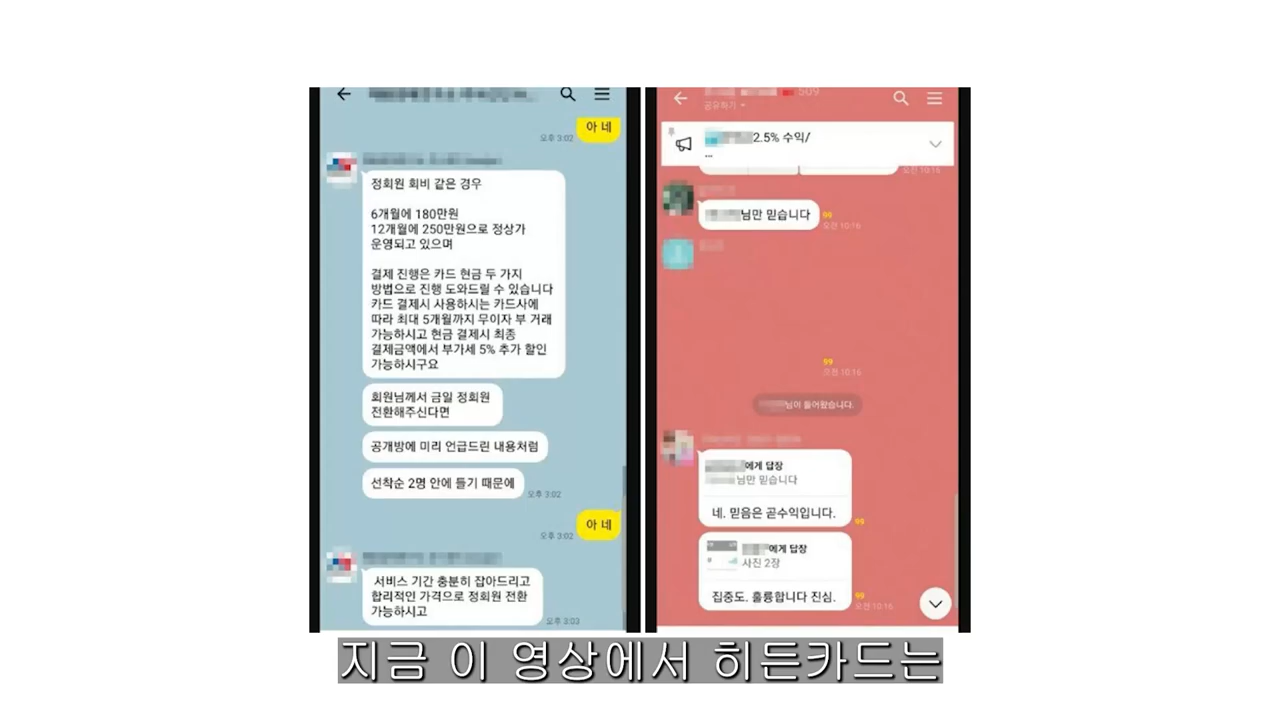 아 네
오후 3:02
정회원 회비 같은 경우
6개월에 180만원
12개월에 250만원으로 정상가
운영되고 있으며
결제 진행은 카드 현금 두 가지
방법으로 진행 도와드릴 수 있습니다
카드 결제시 사용하시는 카드사에
따라 최대 5개월까지 무이자 부 거래
가능하시고 현금 결제시 최종
결제금액에서 부가세 5% 추가 할인
가능하시구요
회원님께서 금일 정회원
전환해주신다면
공개방에 미리 언급드린 내용처럼
선착순 2명 안에 들기 때문에
오후 3:02
아 네
오후 3:02
서비스 기간 충분히 잡아드리고
합리적인 가격으로 정회원 전환
가능하시고
오후 3:03
509
공유하기
2.5% 수익/
...
오전 10:16
님만 믿습니다
99
오전 10:16
99
오전 10:16
님이 들어왔습니다.
에게 답장
님만 믿습니다
네. 믿음은 곧수익입니다.
99
에게 답장
사진 2장
집중도. 훌륭합니다 진심.
99
오전 10:16
지금 이 영상에서 히든카드는